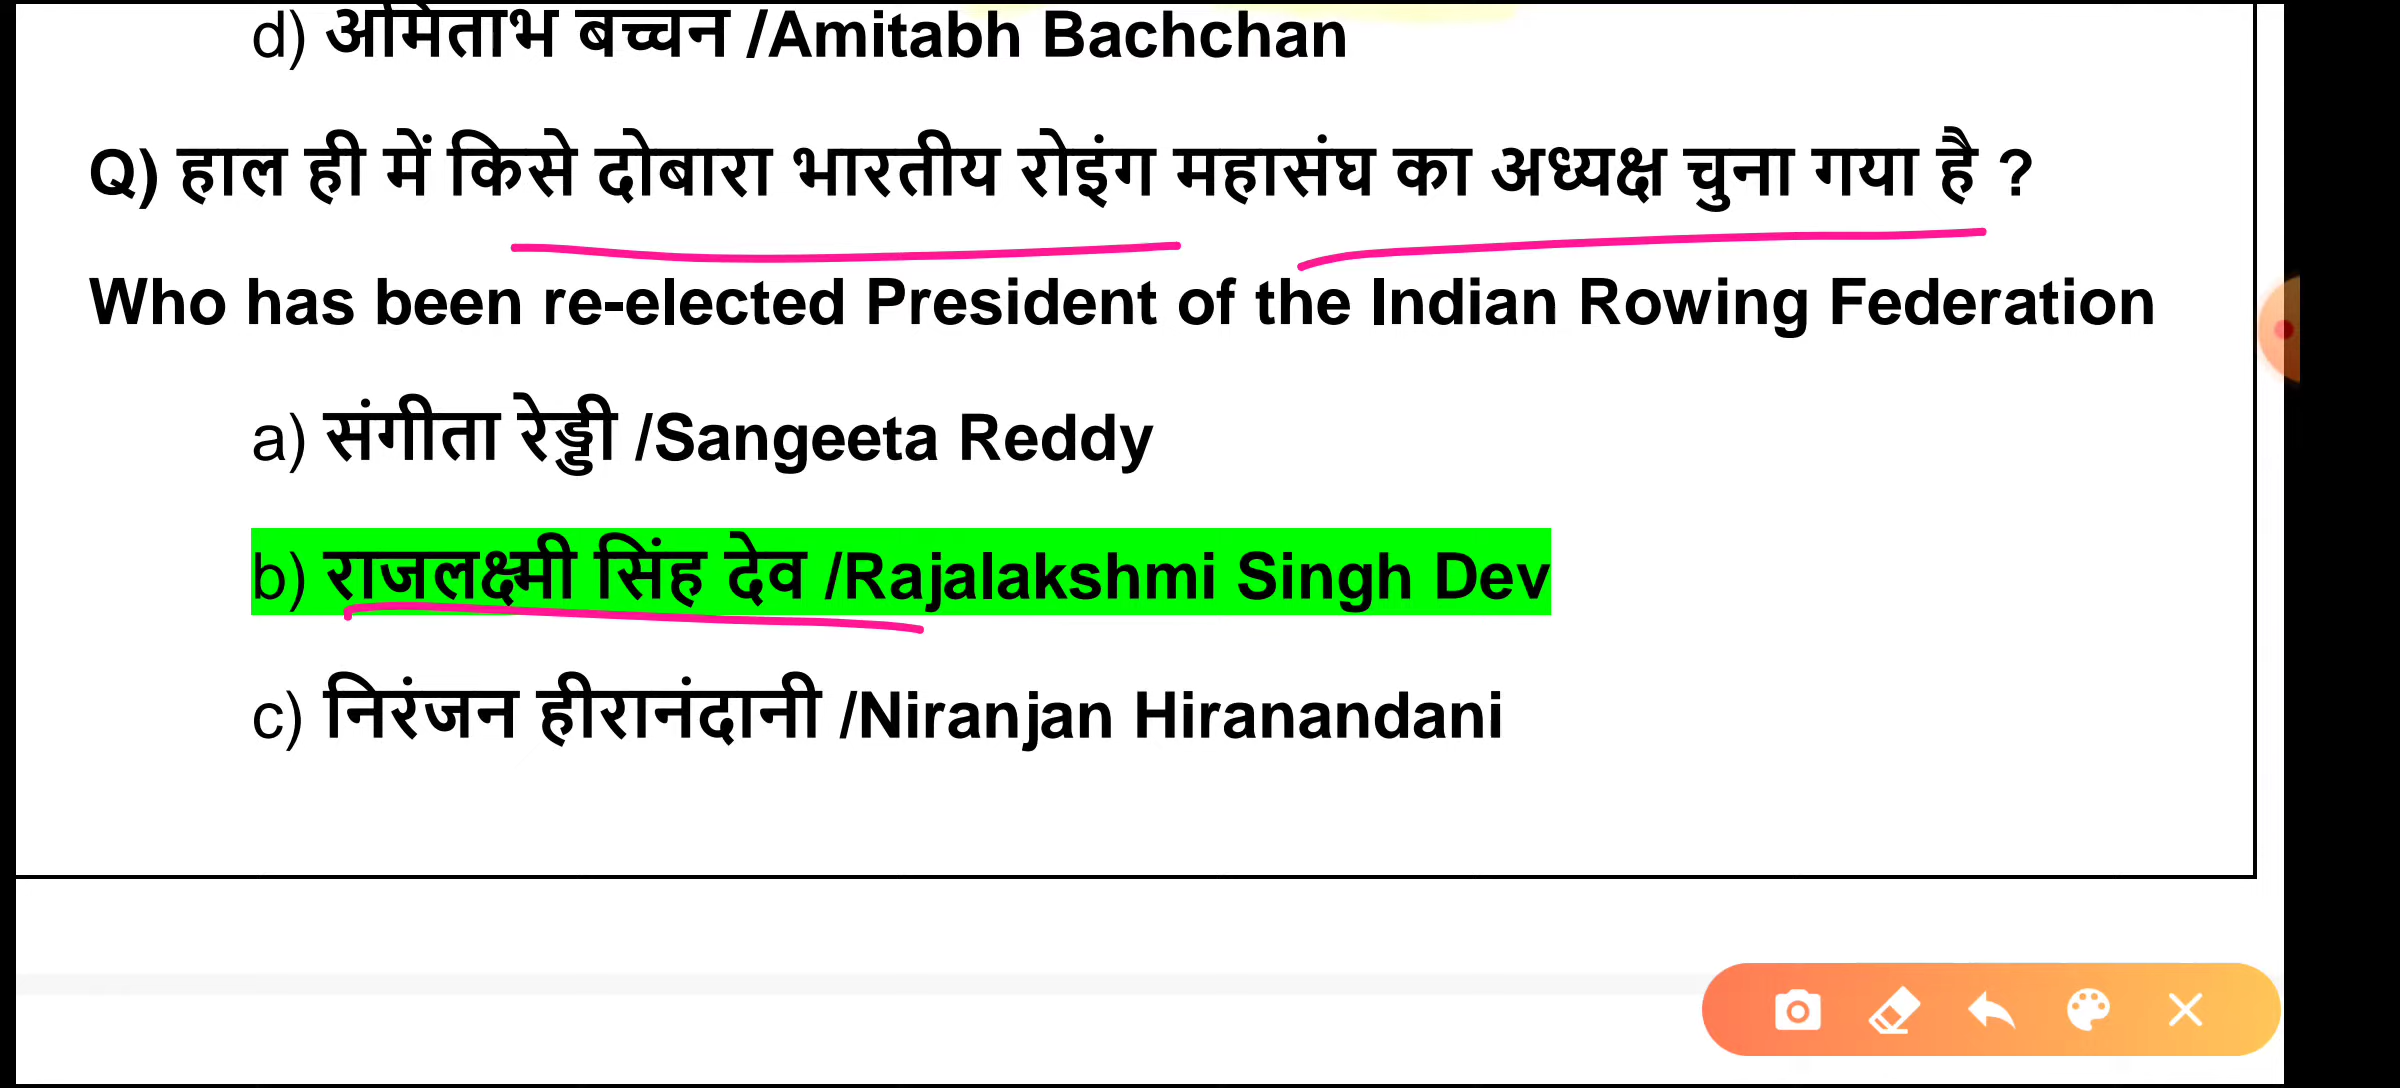 d) अमिताभ बच्चन /Amitabh Bachchan
Q) हाल ही में किसे दोबारा भारतीय रोइंग महासंघ का अध्यक्ष चुना गया है ?
Who has been re-elected President of the Indian Rowing Federation
a) संगीता रेड्डी /Sangeeta Reddy
b) राजलक्ष्मी सिंह देव /Rajalakshmi Singh Dev
c) निरंजन हीरानंदानी /Niranjan Hiranandani